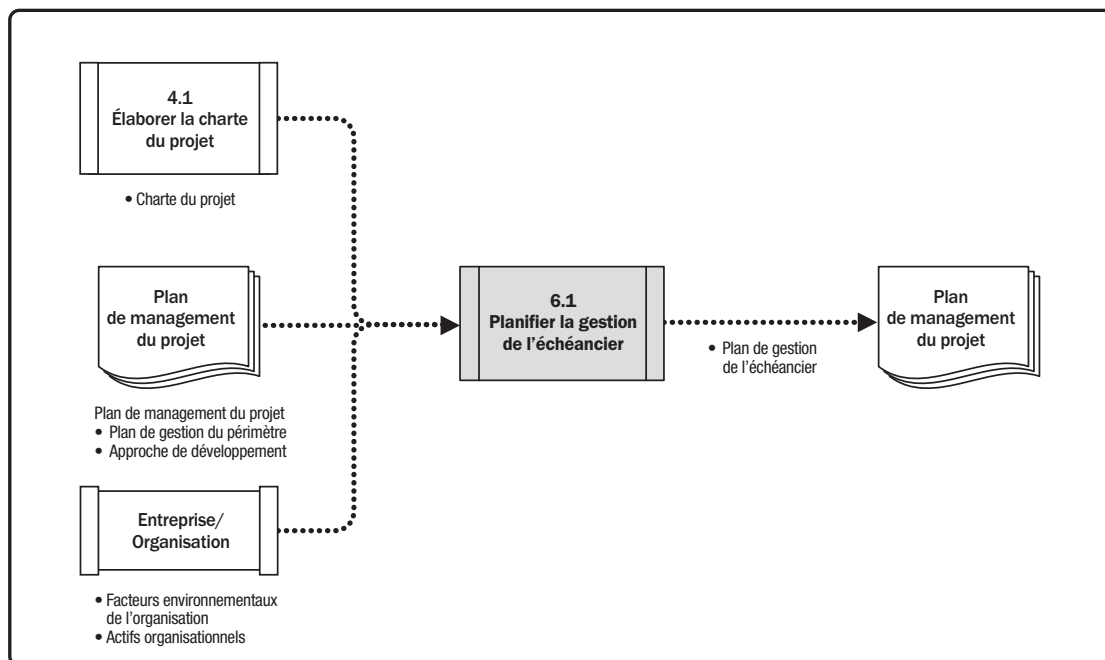 4.1
Élaborer la charte
du projet
• Charte du projet
Plan
de management
du projet
Plan de management du projet
• Plan de gestion du périmètre
• Approche de développement
Entreprise/
Organisation
• Facteurs environnementaux
de l’organisation
• Actifs organisationnels
6.1
Planifier la gestion
de l’échéancier
• Plan de gestion
de l’échéancier
Plan
de management
du projet